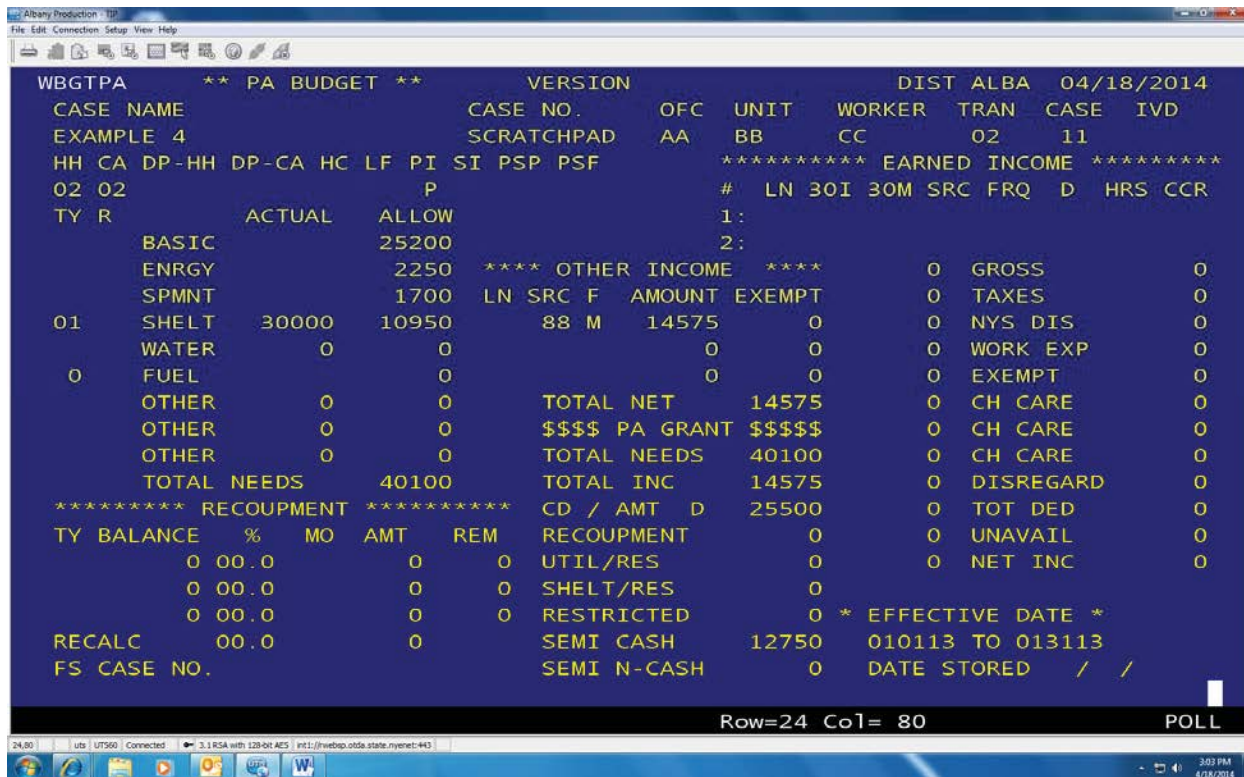 Albany Production - TIP
File Edit Connection Setup View Help
WBGTPA ** PA BUDGET ** VERSION DIST ALBA 04/18/2014
CASE NAME CASE NO. OFC UNIT WORKER TRAN CASE IVD
EXAMPLE 4 SCRATCHPAD AA BB CC 02 11
HH CA DP-HH DP-CA HC LF PI SI PSP PSF ********** EARNED INCOME *********
02 02 P # LN 30I 30M SRC FRQ D HRS CCR
TY R ACTUAL ALLOW 1:
BASIC 25200 2:
ENRGY 2250 **** OTHER INCOME **** 0 GROSS 0
SPMNT 1700 LN SRC F AMOUNT EXEMPT 0 TAXES 0
01 SHELT 30000 10950 88 M 14575 0 0 NYS DIS 0
WATER 0 0 0 0 0 WORK EXP 0
0 FUEL 0 0 0 0 EXEMPT 0
OTHER 0 0 TOTAL NET 14575 0 CH CARE 0
OTHER 0 0 $$$$ PA GRANT $$$$$ 0 CH CARE 0
OTHER 0 0 TOTAL NEEDS 40100 0 CH CARE 0
TOTAL NEEDS 40100 TOTAL INC 14575 0 DISREGARD 0
********* RECOUPMENT ********** CD / AMT D 25500 0 TOT DED 0
TY BALANCE % MO AMT REM RECOUPMENT 0 0 UNAVAIL 0
0 00.0 0 0 UTIL/RES 0 0 NET INC 0
0 00.0 0 0 SHELT/RES 0
0 00.0 0 0 RESTRICTED 0 * EFFECTIVE DATE *
RECALC 00.0 0 SEMI CASH 12750 010113 TO 013113
FS CASE NO. SEMI N-CASH 0 DATE STORED / /
Row=24 Col= 80 POLL
24,80 uts UTS60 Connected 3.1 RSA with 128-bit AES int1://rwebsp.otda.state.nyenet:443
3:03 PM
4/18/2014